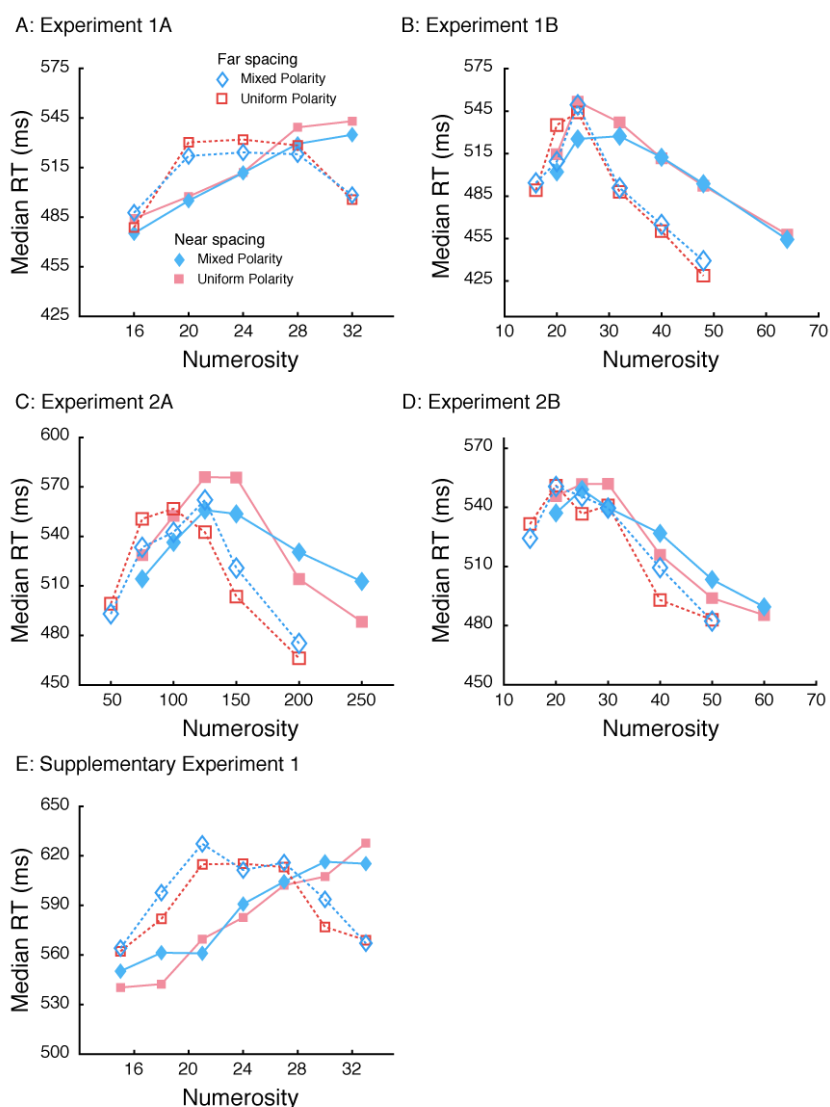 A: Experiment 1A
Median RT (ms)
575
545
515
485
455
425
Far spacing
Mixed Polarity
Uniform Polarity
Near spacing
Mixed Polarity
Uniform Polarity
16 20 24 28 32
Numerosity
B: Experiment 1B
Median RT (ms)
575
545
515
485
455
425
10 20 30 40 50 60 70
Numerosity
C: Experiment 2A
Median RT (ms)
600
570
540
510
480
450
50 100 150 200 250
Numerosity
D: Experiment 2B
Median RT (ms)
570
540
510
480
450
10 20 30 40 50 60 70
Numerosity
E: Supplementary Experiment 1
Median RT (ms)
650
620
590
560
530
500
16 20 24 28 32
Numerosity